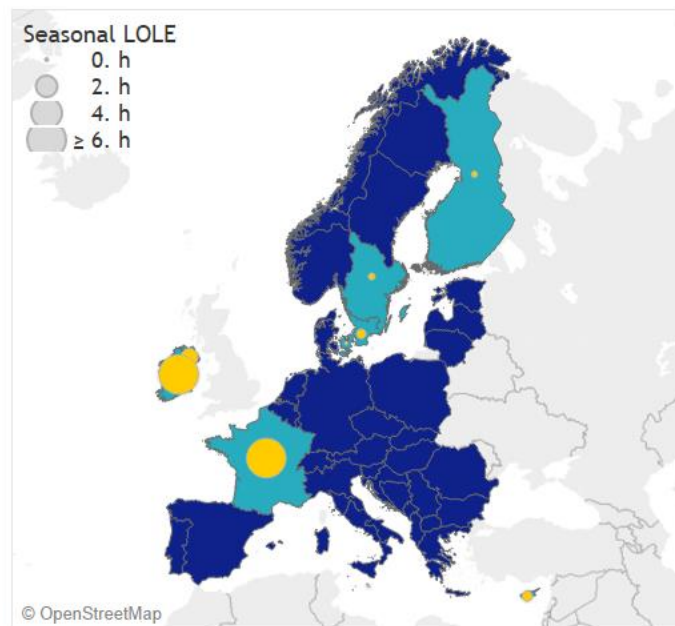 Seasonal LOLE
0. h
2. h
4. h
≥ 6. h
© OpenStreetMap